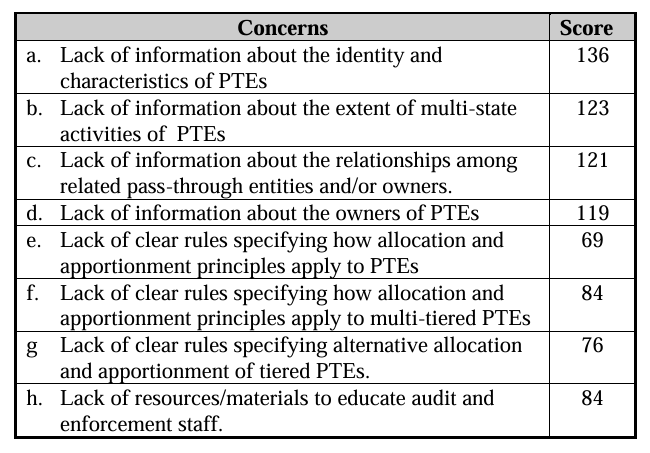 Concerns Score
a. Lack of information about the identity and 136
characteristics of PTEs
b. Lack of information about the extent of multi-state 123
activities of PTEs
c. Lack of information about the relationships among 121
related pass-through entities and/or owners.
d. Lack of information about the owners of PTEs 119
e. Lack of clear rules specifying how allocation and 69
apportionment principles apply to PTEs
f. Lack of clear rules specifying how allocation and 84
apportionment principles apply to multi-tiered PTEs
g Lack of clear rules specifying alternative allocation 76
and apportionment of tiered PTEs.
h. Lack of resources/materials to educate audit and 84
enforcement staff.